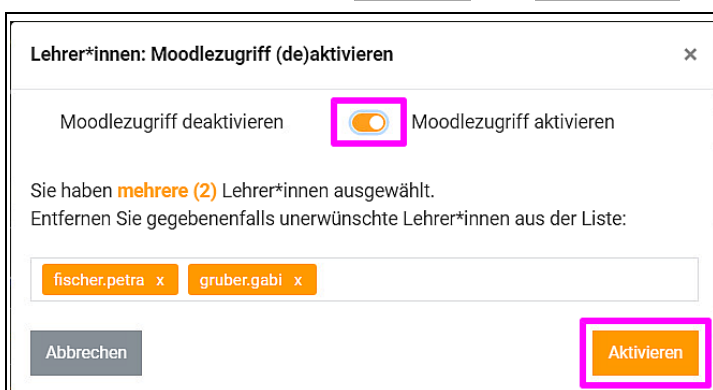 Lehrer*innen: Moodlezugriff (de)aktivieren ×
Moodlezugriff deaktivieren Moodlezugriff aktivieren
Sie haben mehrere (2) Lehrer*innen ausgewählt.
Entfernen Sie gegebenenfalls unerwünschte Lehrer*innen aus der Liste:
fischer.petra x gruber.gabi x
Abbrechen Aktivieren